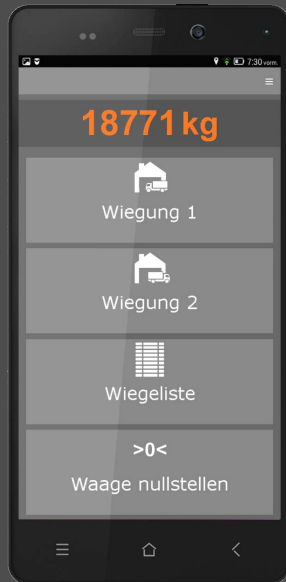 7:30 vorm.
18771 kg
Wiegung 1
Wiegung 2
Wiegeliste
>0<
Waage nullstellen